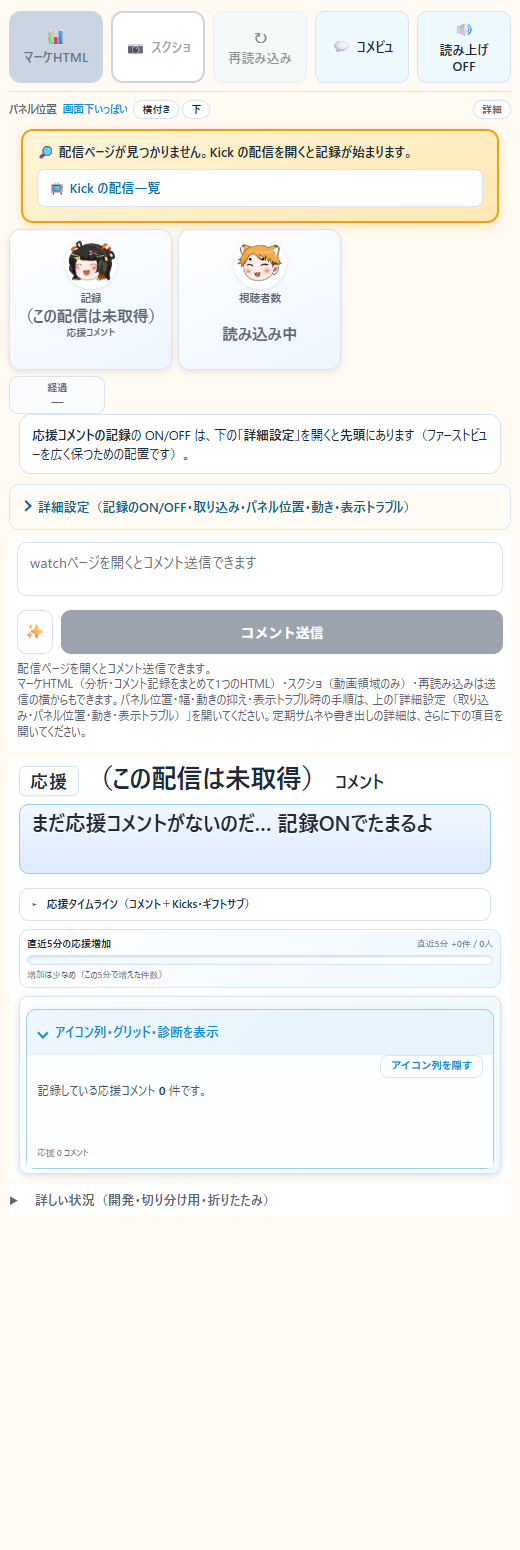 マーケHTML
スクショ
再読み込み
コメビュ
読み上げ
OFF
パネル位置 画面下いっぱい 横付き 下 詳細
配信ページが見つかりません。Kick の配信を開くと記録が始まります。
Kick の配信一覧
記録
（この配信は未取得）
応援コメント
視聴者数
読み込み中
経過
—
応援コメントの記録の ON/OFF は、下の「詳細設定」を開くと先頭にあります（ファーストビュ
ーを広く保つための配置です）。
詳細設定（記録のON/OFF・取り込み・パネル位置・動き・表示トラブル）
watchページを開くとコメント送信できます
コメント送信
配信ページを開くとコメント送信できます。
マーケHTML（分析・コメント記録をまとめて1つのHTML）・スクショ（動画領域のみ）・再読み込みは送
信の横からもできます。パネル位置・幅・動きの抑え・表示トラブル時の手順は、上の「詳細設定（取り込
み・パネル位置・動き・表示トラブル）」を開いてください。定期サムネや書き出しの詳細は、さらに下の項目を
開いてください。
応援 （この配信は未取得） コメント
まだ応援コメントがないのだ… 記録ONでたまるよ
応援タイムライン（コメント＋Kicks・ギフトサブ）
直近5分の応援増加 直近5分 +0件 / 0人
増加は少なめ（この5分で増えた件数）
アイコン列・グリッド・診断を表示
アイコン列を隠す
記録している応援コメント 0 件です。
応援 0 コメント
詳しい状況（開発・切り分け用・折りたたみ）